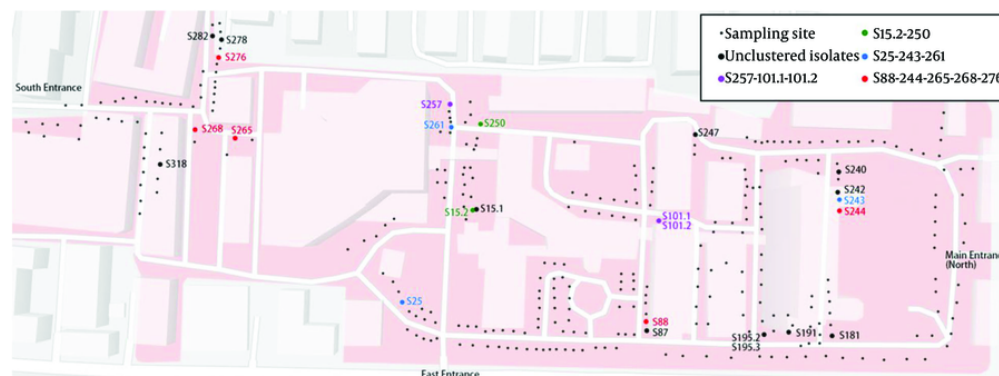 S282
S278
S276
South Entrance
S268
S265
S318
S257
S261
S250
S15.2
S15.1
S25
S247
S101.1
S101.2
S88
S87
S240
S242
S243
S244
Main Entran
(North)
S195.2
S195.3
S191
S181
East Entrance
Sampling site
Unclustered isolates
S257-101.1-101.2
S15.2-250
S25-243-261
S88-244-265-268-276